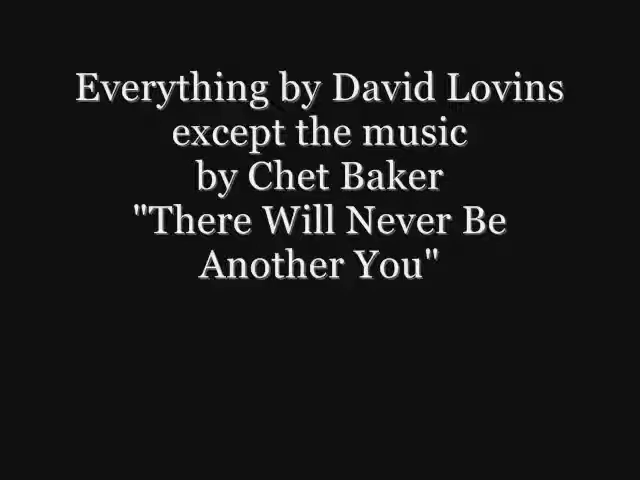 Everything by David Lovins
except the music
by Chet Baker
"There Will Never Be
Another You"